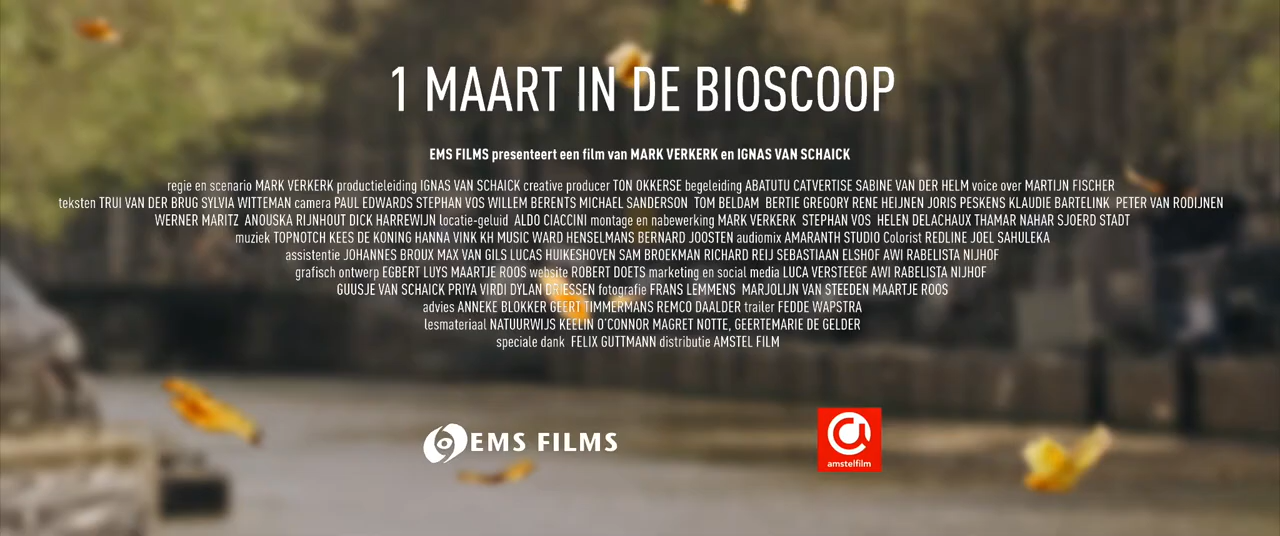 1 MAART IN DE BIOSCOOP
EMS FILMS presenteert een film van MARK VERKERK en IGNAS VAN SCHAICK
regie en scenario MARK VERKERK productieleiding IGNAS VAN SCHAICK creative producer TON OKKERSE begeleiding ABATUTU CATVERTISE SABINE VAN DER HELM voice over MARTIJN FISCHER
teksten TRUI VAN DER BRUG SYLVIA WITTEMAN camera PAUL EDWARDS STEPHAN VOS WILLEM BERENTS MICHAEL SANDERSON TOM BELDAM BERTIE GREGORY RENE HEIJNEN JORIS PESKENS KLAUDIE BARTELINK PETER VAN RODIJNEN
WERNER MARITZ ANOUSKA RIJNHOUT DICK HARREWIJN locatie-geluid ALDO CIACCINI montage en nabewerking MARK VERKERK STEPHAN VOS HELEN DELACHAUX THAMAR NAHAR SJOERD STADT
muziek TOPNOTCH KEES DE KONING HANNA VINK KH MUSIC WARD HENSELMANS BERNARD JOOSTEN audiomix AMARANTH STUDIO Colorist REDLINE JOEL SAHULEKA
assistentie JOHANNES BROUX MAX VAN GILS LUCAS HUIKESHOVEN SAM BROEKMAN RICHARD REIJ SEBASTIAAN ELSHOF AWI RABELISTA NIJHOF
grafisch ontwerp EGBERT LUYS MAARTJE ROOS website ROBERT DOETS marketing en social media LUCA VERSTEEGE AWI RABELISTA NIJHOF
GUUSJE VAN SCHAICK PRIYA VIRDI DYLAN DRIESSEN fotografie FRANS LEMMENS MARJOLIJN VAN STEEDEN MAARTJE ROOS
advies ANNEKE BLOKKER GEERT TIMMERMANS REMCO DAALDER trailer FEDDE WAPSTRA
lesmateriaal NATUURWIJS KEELIN O'CONNOR MAGRET NOTTE, GEERTEMARIE DE GELDER
speciale dank FELIX GUTTMANN distributie AMSTEL FILM
EMS FILMS
amstelfilm